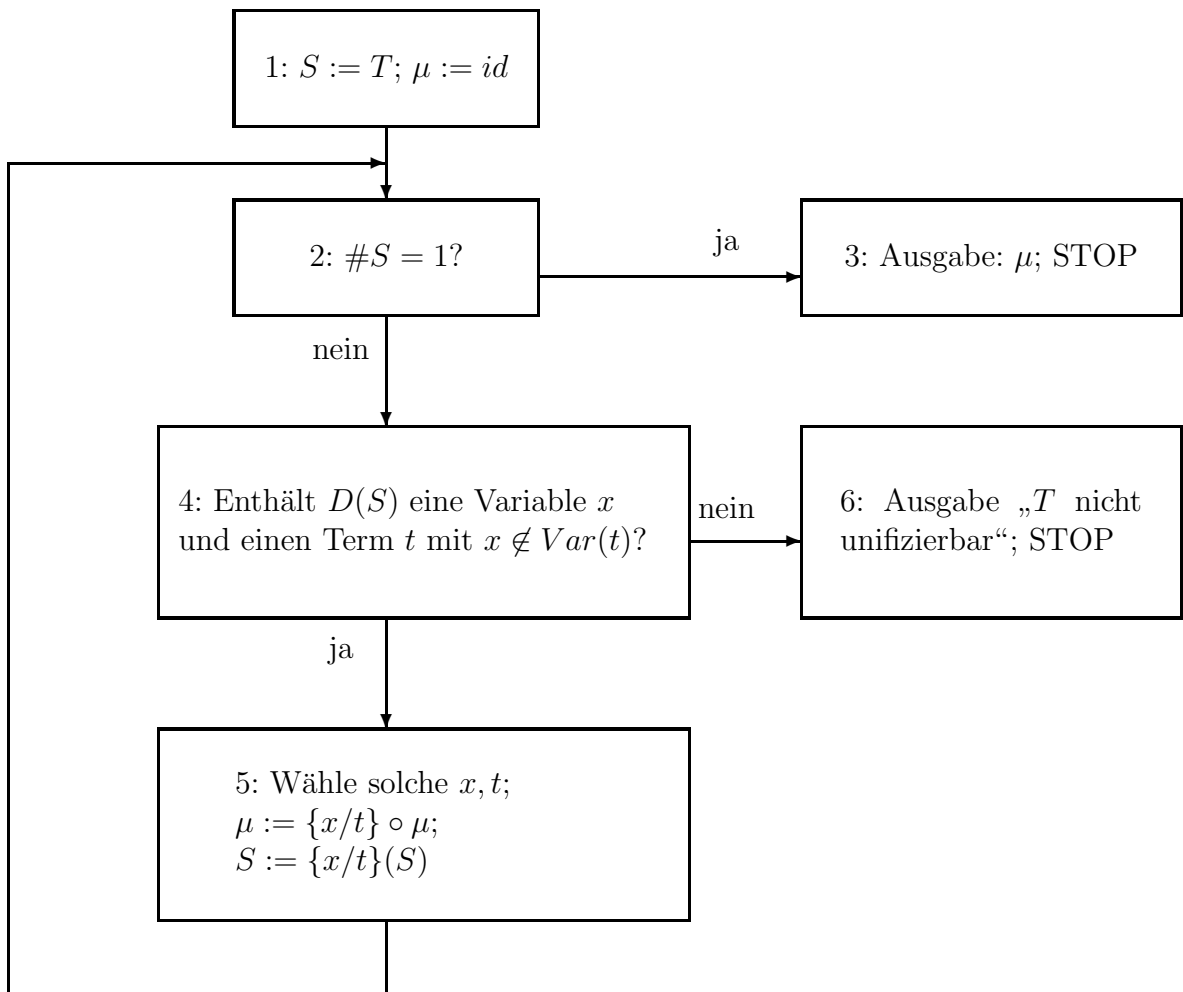 1: S := T; μ := id
2: #S = 1?
ja
3: Ausgabe: μ; STOP
nein
4: Enthält D(S) eine Variable x
und einen Term t mit x ∉ Var(t)?
nein
6: Ausgabe „T nicht
unifizierbar“; STOP
ja
5: Wähle solche x, t;
μ := {x/t} ∘ μ;
S := {x/t}(S)